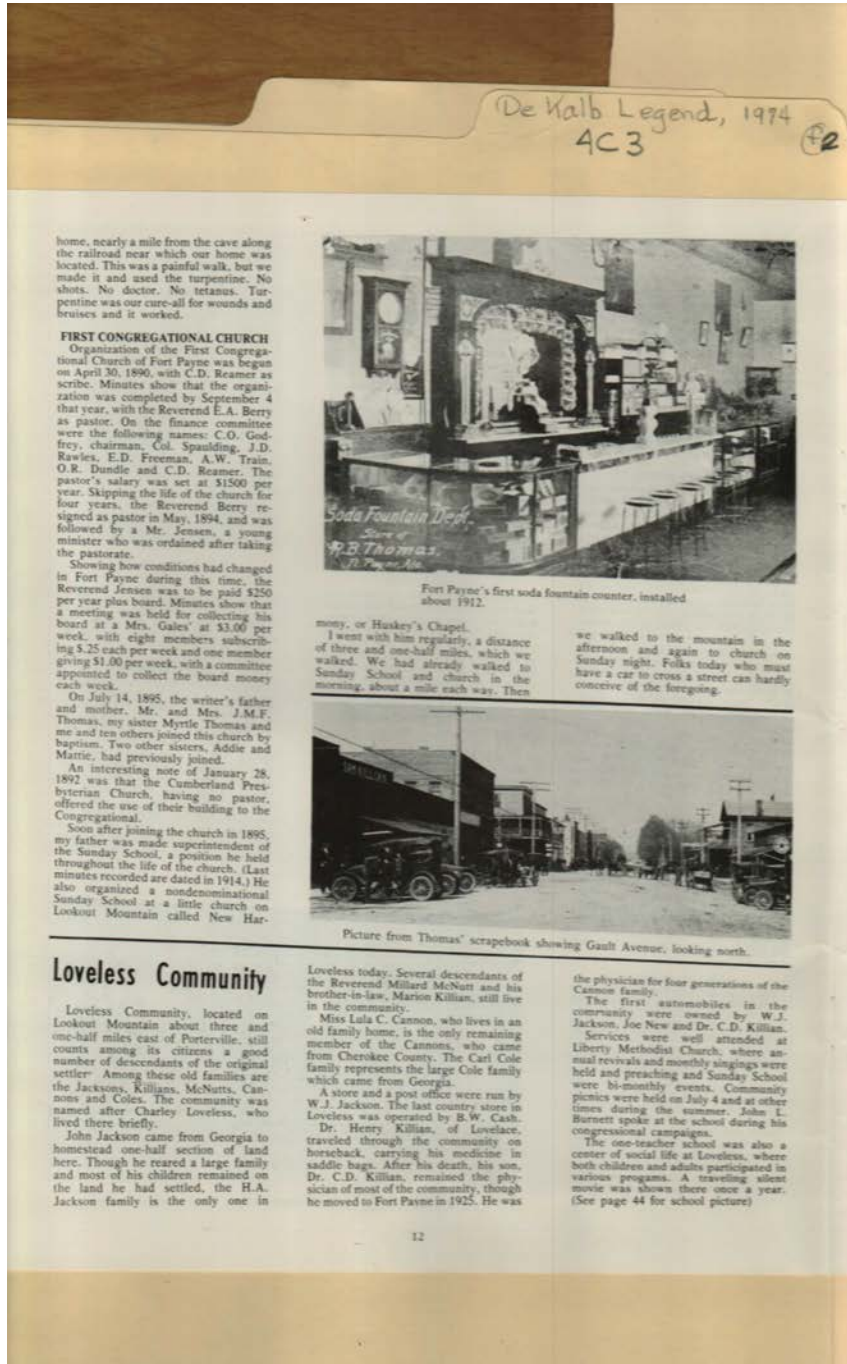 De Kalb Legend, 1974
4C3
f2
home, nearly a mile from the cave along
the railroad near which our home was
located. This was a painful walk, but we
made it and used the turpentine. No
shots. No doctor. No tetanus. Tur-
pentine was our cure-all for wounds and
bruises and it worked.
FIRST CONGREGATIONAL CHURCH
Organization of the First Congrega-
tional Church of Fort Payne was begun
on April 30, 1890, with C.D. Reamer as
scribe. Minutes show that the organi-
zation was completed by September 4
that year, with the Reverend E.A. Berry
as pastor. On the finance committee
were the following names: C.O. God-
frey, chairman, Col. Spaulding, J.D.
Rawles, E.D. Freeman, A.W. Train,
O.R. Dundle and C.D. Reamer. The
pastor's salary was set at $1500 per
year. Skipping the life of the church for
four years, the Reverend Berry re-
signed as pastor in May, 1894, and was
followed by a Mr. Jensen, a young
minister who was ordained after taking
the pastorate.
Showing how conditions had changed
in Fort Payne during this time, the
Reverend Jensen was to be paid $250
per year plus board. Minutes show that
a meeting was held for collecting his
board at a Mrs. Gales' at $3.00 per
week, with eight members subscrib-
ing $.25 each per week and one member
giving $1.00 per week, with a committee
appointed to collect the board money
each week.
On July 14, 1895, the writer's father
and mother, Mr. and Mrs. J.M.F.
Thomas, my sister Myrtle Thomas and
me and ten others joined this church by
baptism. Two other sisters, Addie and
Mattie, had previously joined.
An interesting note of January 28,
1892 was that the Cumberland Pres-
byterian Church, having no pastor,
offered the use of their building to the
Congregational.
Soon after joining the church in 1895,
my father was made superintendent of
the Sunday School, a position he held
throughout the life of the church. (Last
minutes recorded are dated in 1914.) He
also organized a nondenominational
Sunday School at a little church on
Lookout Mountain called New Har-
Soda Fountain Dept.
Store of
R.B. Thomas.
Ft. Payne, Ala.
Fort Payne's first soda fountain counter, installed
about 1912.
mony, or Huskey's Chapel.
I went with him regularly, a distance
of three and one-half miles, which we
walked. We had already walked to
Sunday School and church in the
morning, about a mile each way. Then
we walked to the mountain in the
afternoon and again to church on
Sunday night. Folks today who must
have a car to cross a street can hardly
conceive of the foregoing.
Picture from Thomas' scrapbook showing Gault Avenue, looking north.
Loveless Community
Loveless Community, located on
Lookout Mountain about three and
one-half miles east of Porterville, still
counts among its citizens a good
number of descendants of the original
settler- Among these old families are
the Jacksons, Killians, McNutts, Can-
nons and Coles. The community was
named after Charley Loveless, who
lived there briefly.
John Jackson came from Georgia to
homestead one-half section of land
here. Though he reared a large family
and most of his children remained on
the land he had settled, the H.A.
Jackson family is the only one in
Loveless today. Several descendants of
the Reverend Millard McNutt and his
brother-in-law, Marion Killian, still live
in the community.
Miss Lula C. Cannon, who lives in an
old family home, is the only remaining
member of the Cannons, who came
from Cherokee County. The Carl Cole
family represents the large Cole family
which came from Georgia.
A store and a post office were run by
W.J. Jackson. The last country store in
Loveless was operated by B.W. Cash.
Dr. Henry Killian, of Lovelace,
traveled through the community on
horseback, carrying his medicine in
saddle bags. After his death, his son,
Dr. C.D. Killian, remained the phy-
sician of most of the community, though
he moved to Fort Payne in 1925. He was
the physician for four generations of the
Cannon family.
The first automobiles in the
community were owned by W.J.
Jackson, Joe New and Dr. C.D. Killian.
Services were well attended at
Liberty Methodist Church, where an-
nual revivals and monthly singings were
held and preaching and Sunday School
were bi-monthly events. Community
picnics were held on July 4 and at other
times during the summer. John L.
Burnett spoke at the school during his
congressional campaigns.
The one-teacher school was also a
center of social life at Loveless, where
both children and adults participated in
various progams. A traveling silent
movie was shown there once a year.
(See page 44 for school picture)
12